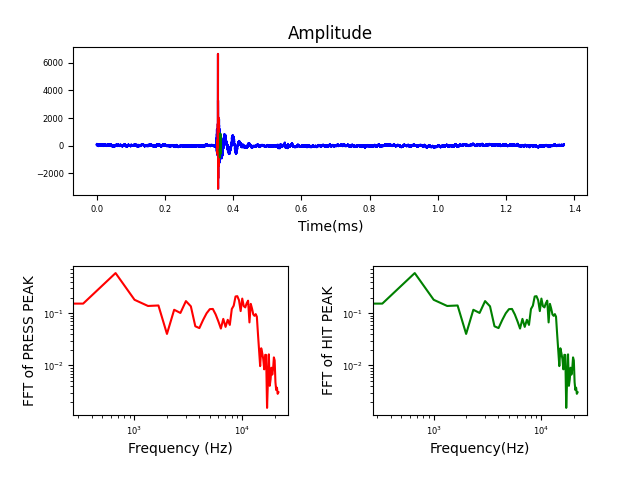 Amplitude
6000
4000
2000
0
−2000
0.0 0.2 0.4 0.6 0.8 1.0 1.2 1.4
Time(ms)
FFT of PRESS PEAK
10⁻¹
10⁻²
10³ 10⁴
Frequency (Hz)
FFT of HIT PEAK
10⁻¹
10⁻²
10³ 10⁴
Frequency(Hz)